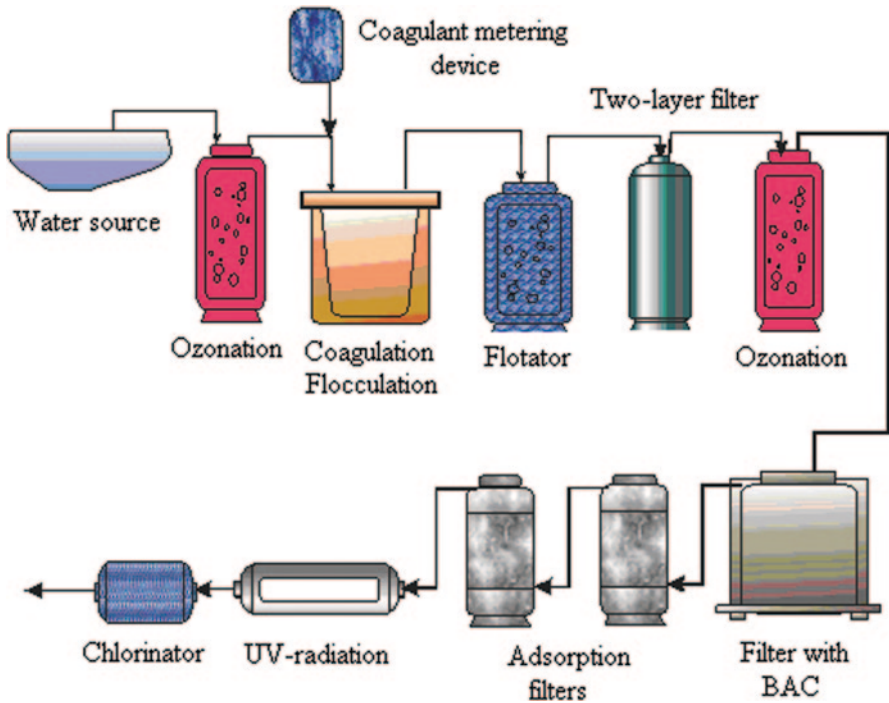 Coagulant metering
device
Two-layer filter
Water source
Ozonation
Coagulation
Flocculation
Flotator
Ozonation
Chlorinator
UV-radiation
Adsorption
filters
Filter with
BAC